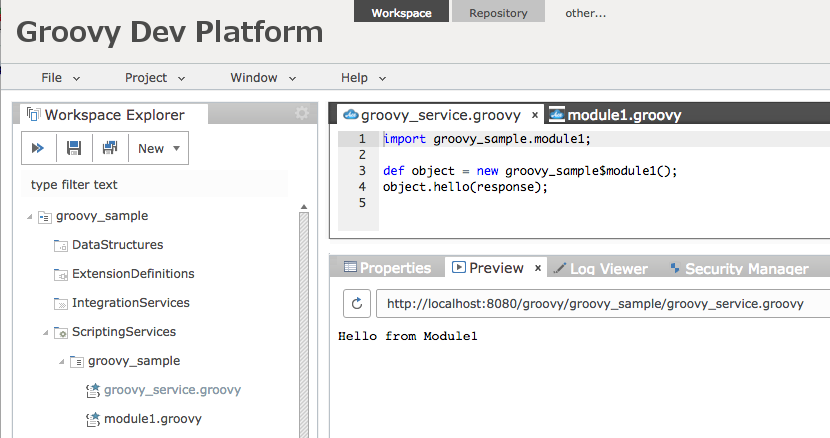 Workspace Repository other...
Groovy Dev Platform
File Project Window Help
Workspace Explorer
New
type filter text
groovy_sample
DataStructures
ExtensionDefinitions
IntegrationServices
ScriptingServices
groovy_sample
groovy_service.groovy
module1.groovy
groovy_service.groovy x module1.groovy
1 import groovy_sample.module1;
2
3 def object = new groovy_sample$module1();
4 object.hello(response);
5
Properties Preview x Log Viewer Security Manager
http://localhost:8080/groovy/groovy_sample/groovy_service.groovy
Hello from Module1